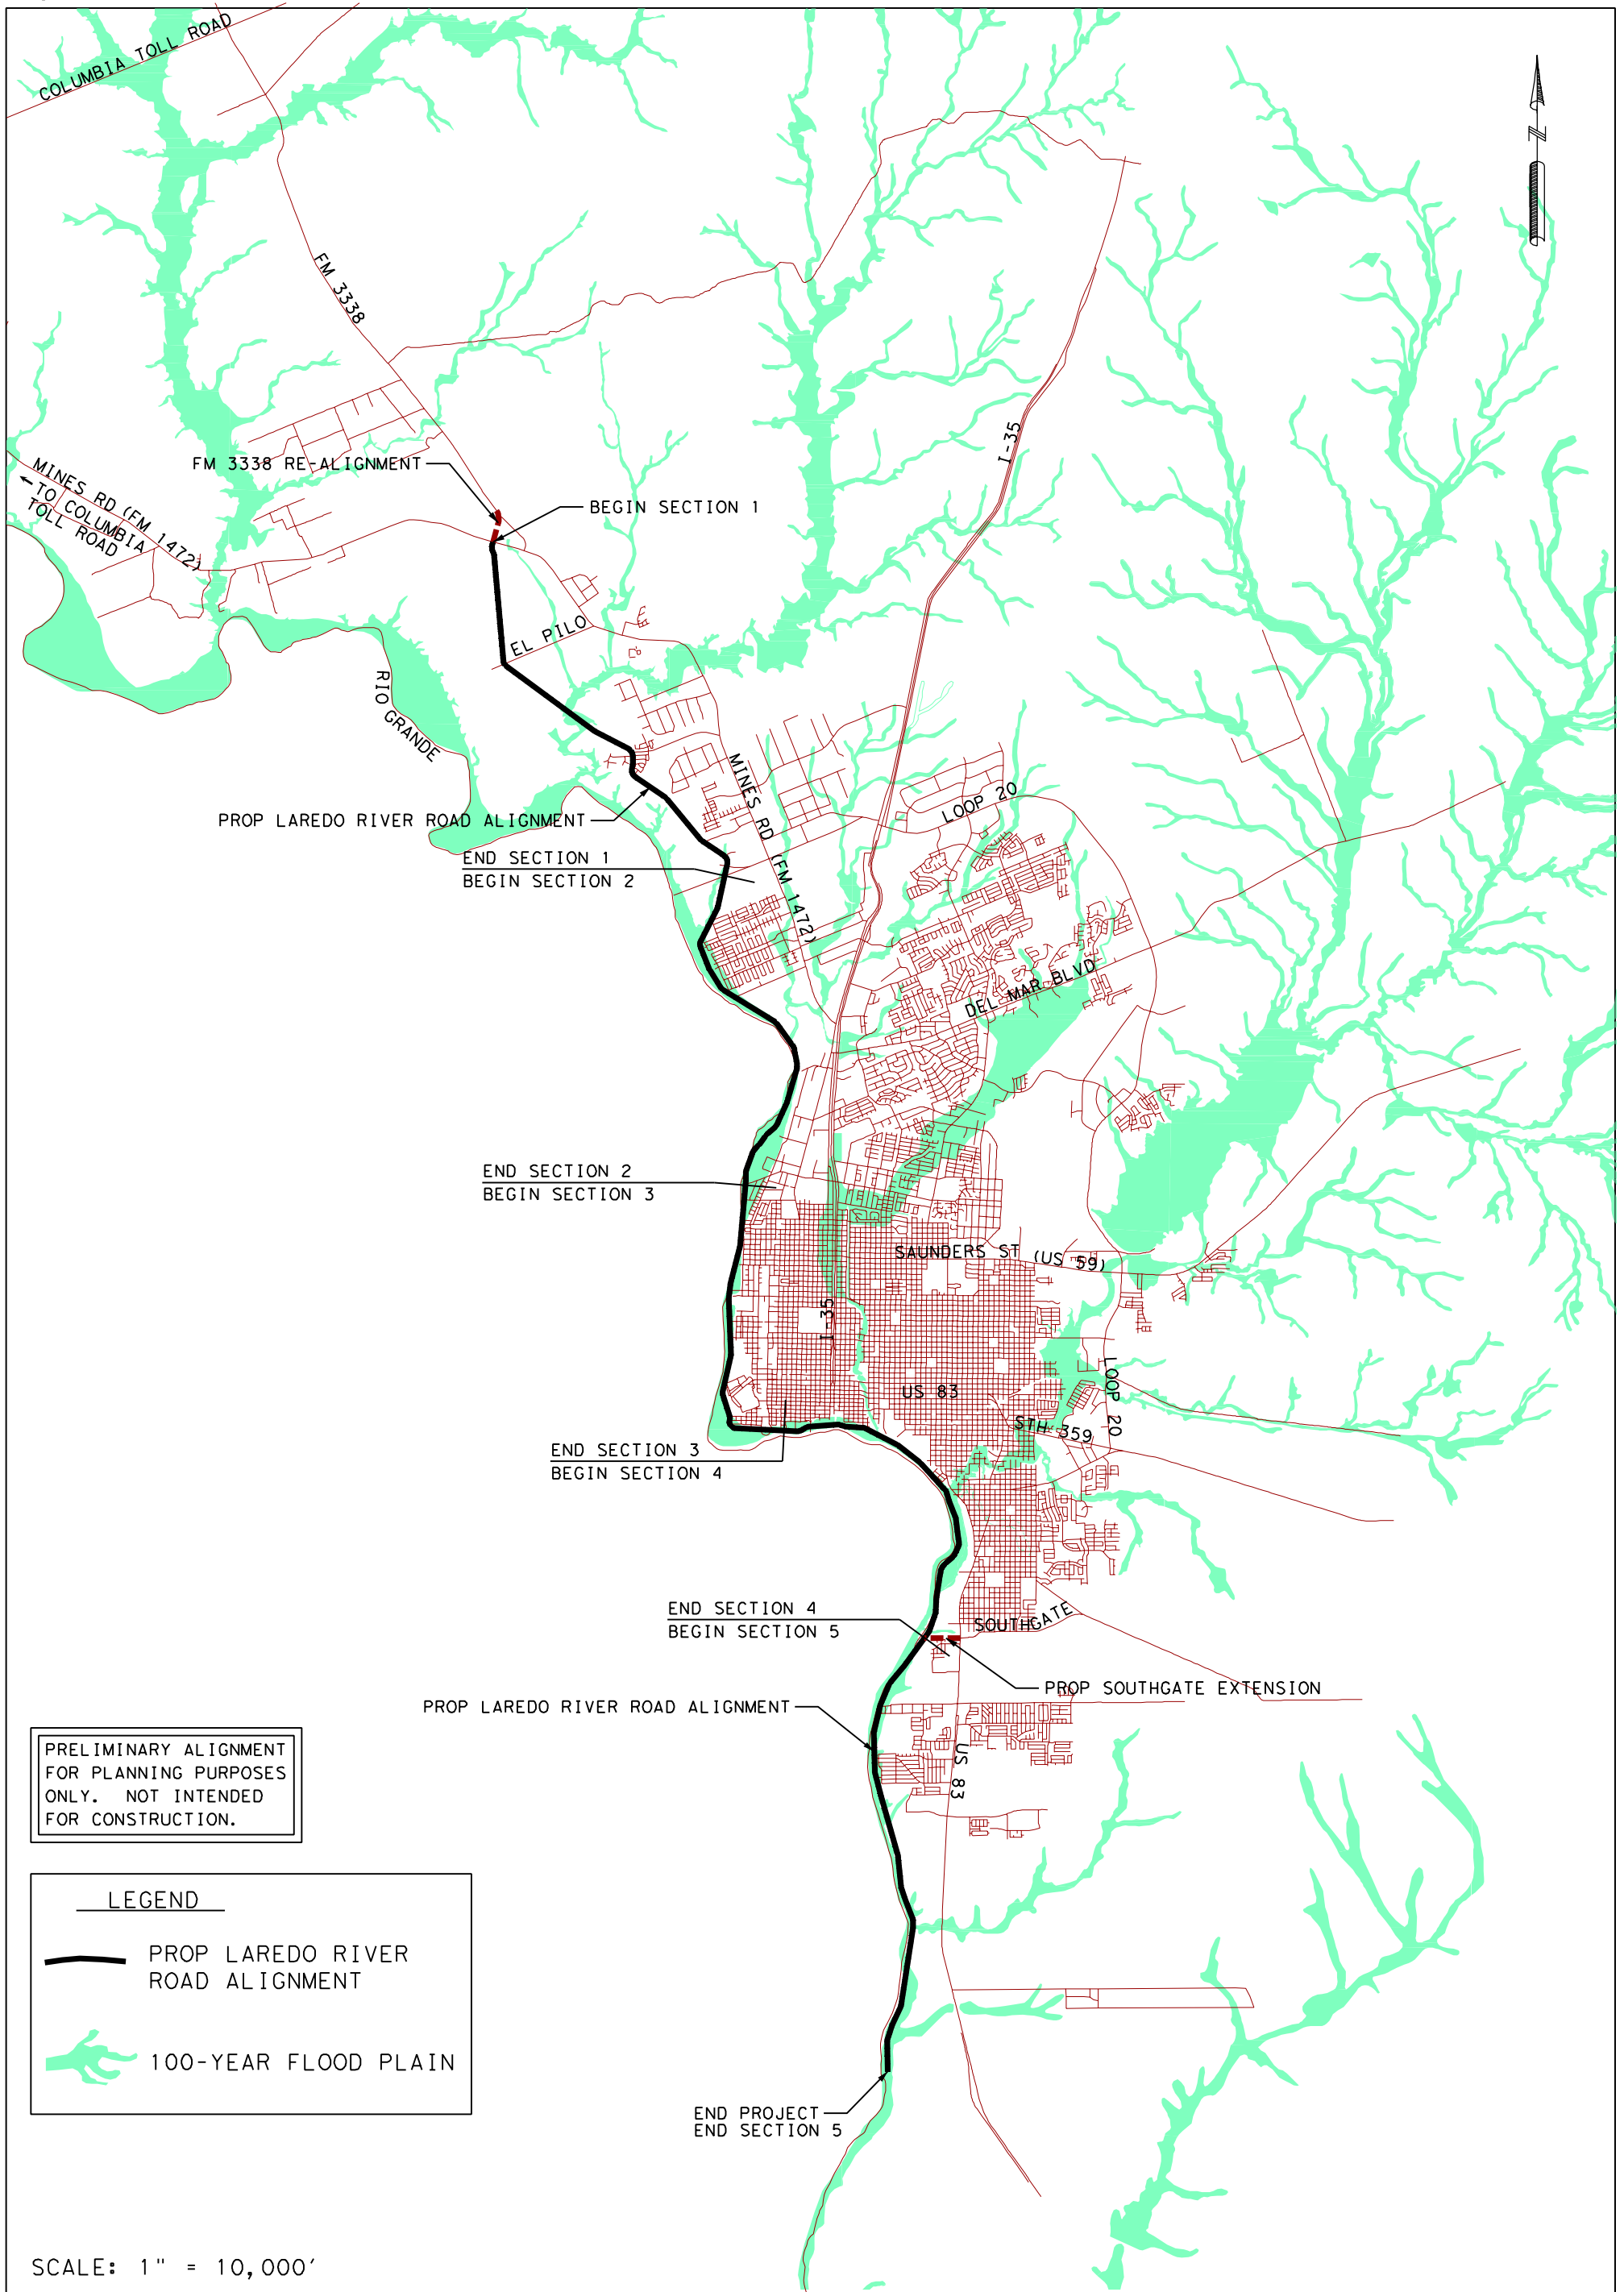 COLUMBIA TOLL ROAD
N
FM 3338
I-35
FM 3338 RE-ALIGNMENT
MINES RD (FM 1472)
←TO COLUMBIA
TOLL ROAD
BEGIN SECTION 1
EL PILO
RIO GRANDE
MINES RD (FM 1472)
LOOP 20
PROP LAREDO RIVER ROAD ALIGNMENT
END SECTION 1
BEGIN SECTION 2
DEL MAR BLVD
END SECTION 2
BEGIN SECTION 3
SAUNDERS ST (US 59)
I-35
US 83
LOOP 20
STH 359
END SECTION 3
BEGIN SECTION 4
END SECTION 4
BEGIN SECTION 5
SOUTHGATE
PROP SOUTHGATE EXTENSION
PROP LAREDO RIVER ROAD ALIGNMENT
US 83
PRELIMINARY ALIGNMENT
FOR PLANNING PURPOSES
ONLY. NOT INTENDED
FOR CONSTRUCTION.
LEGEND
PROP LAREDO RIVER
ROAD ALIGNMENT
100-YEAR FLOOD PLAIN
END PROJECT
END SECTION 5
SCALE: 1" = 10,000'